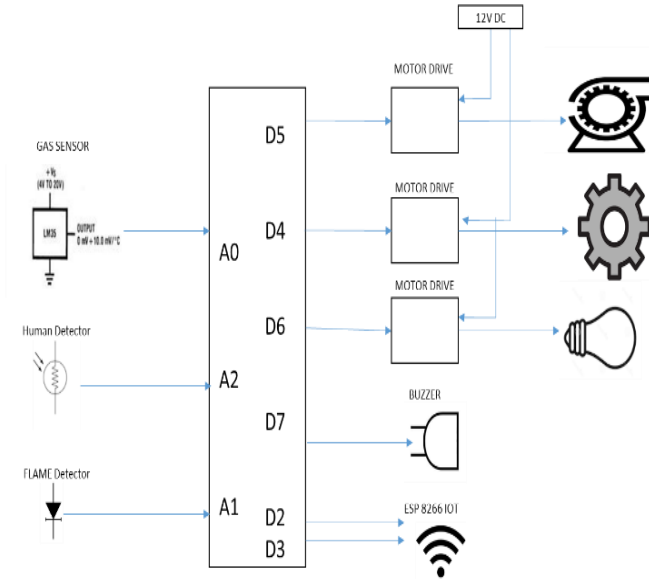 12V DC
MOTOR DRIVE
D5
GAS SENSOR
+Vs
(4V TO 20V)
LM35
OUTPUT
0 mV + 10.0 mV/°C
MOTOR DRIVE
D4
A0
MOTOR DRIVE
D6
Human Detector
A2
BUZZER
D7
FLAME Detector
A1
D2
D3
ESP 8266 IOT